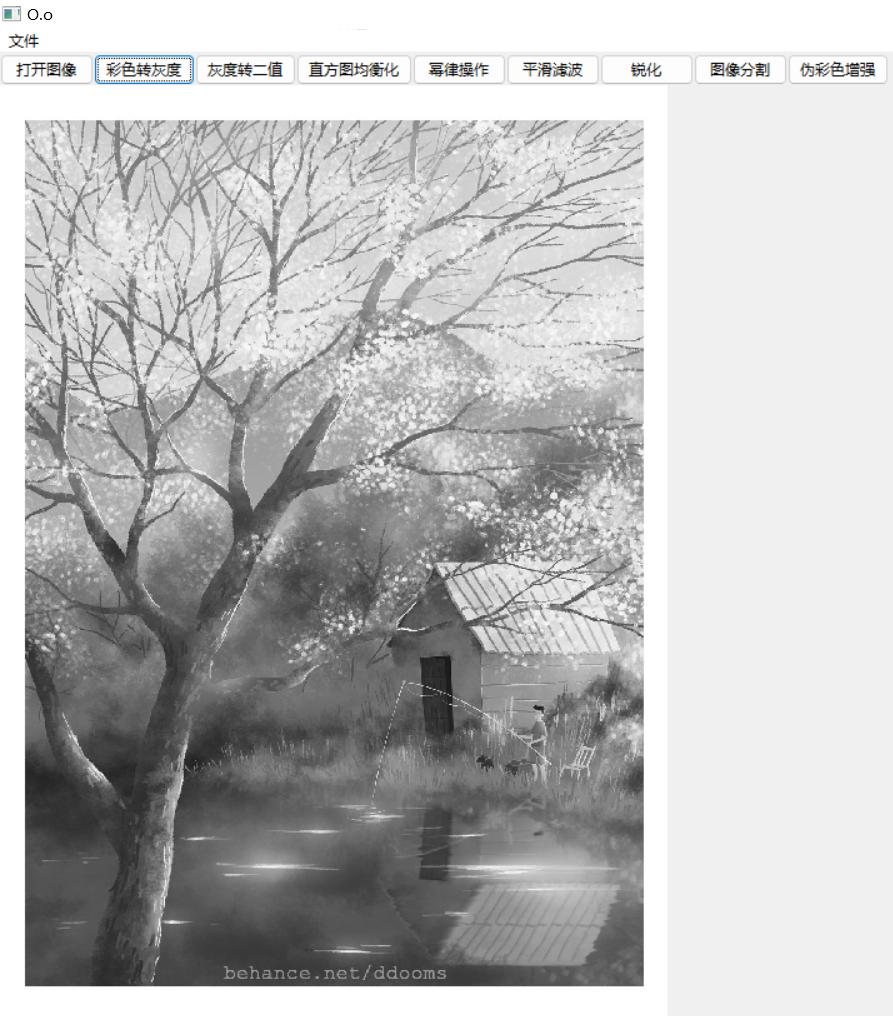 O.o
文件
打开图像 彩色转灰度 灰度转二值 直方图均衡化 幂律操作 平滑滤波 锐化 图像分割 伪彩色增强
behance.net/ddooms